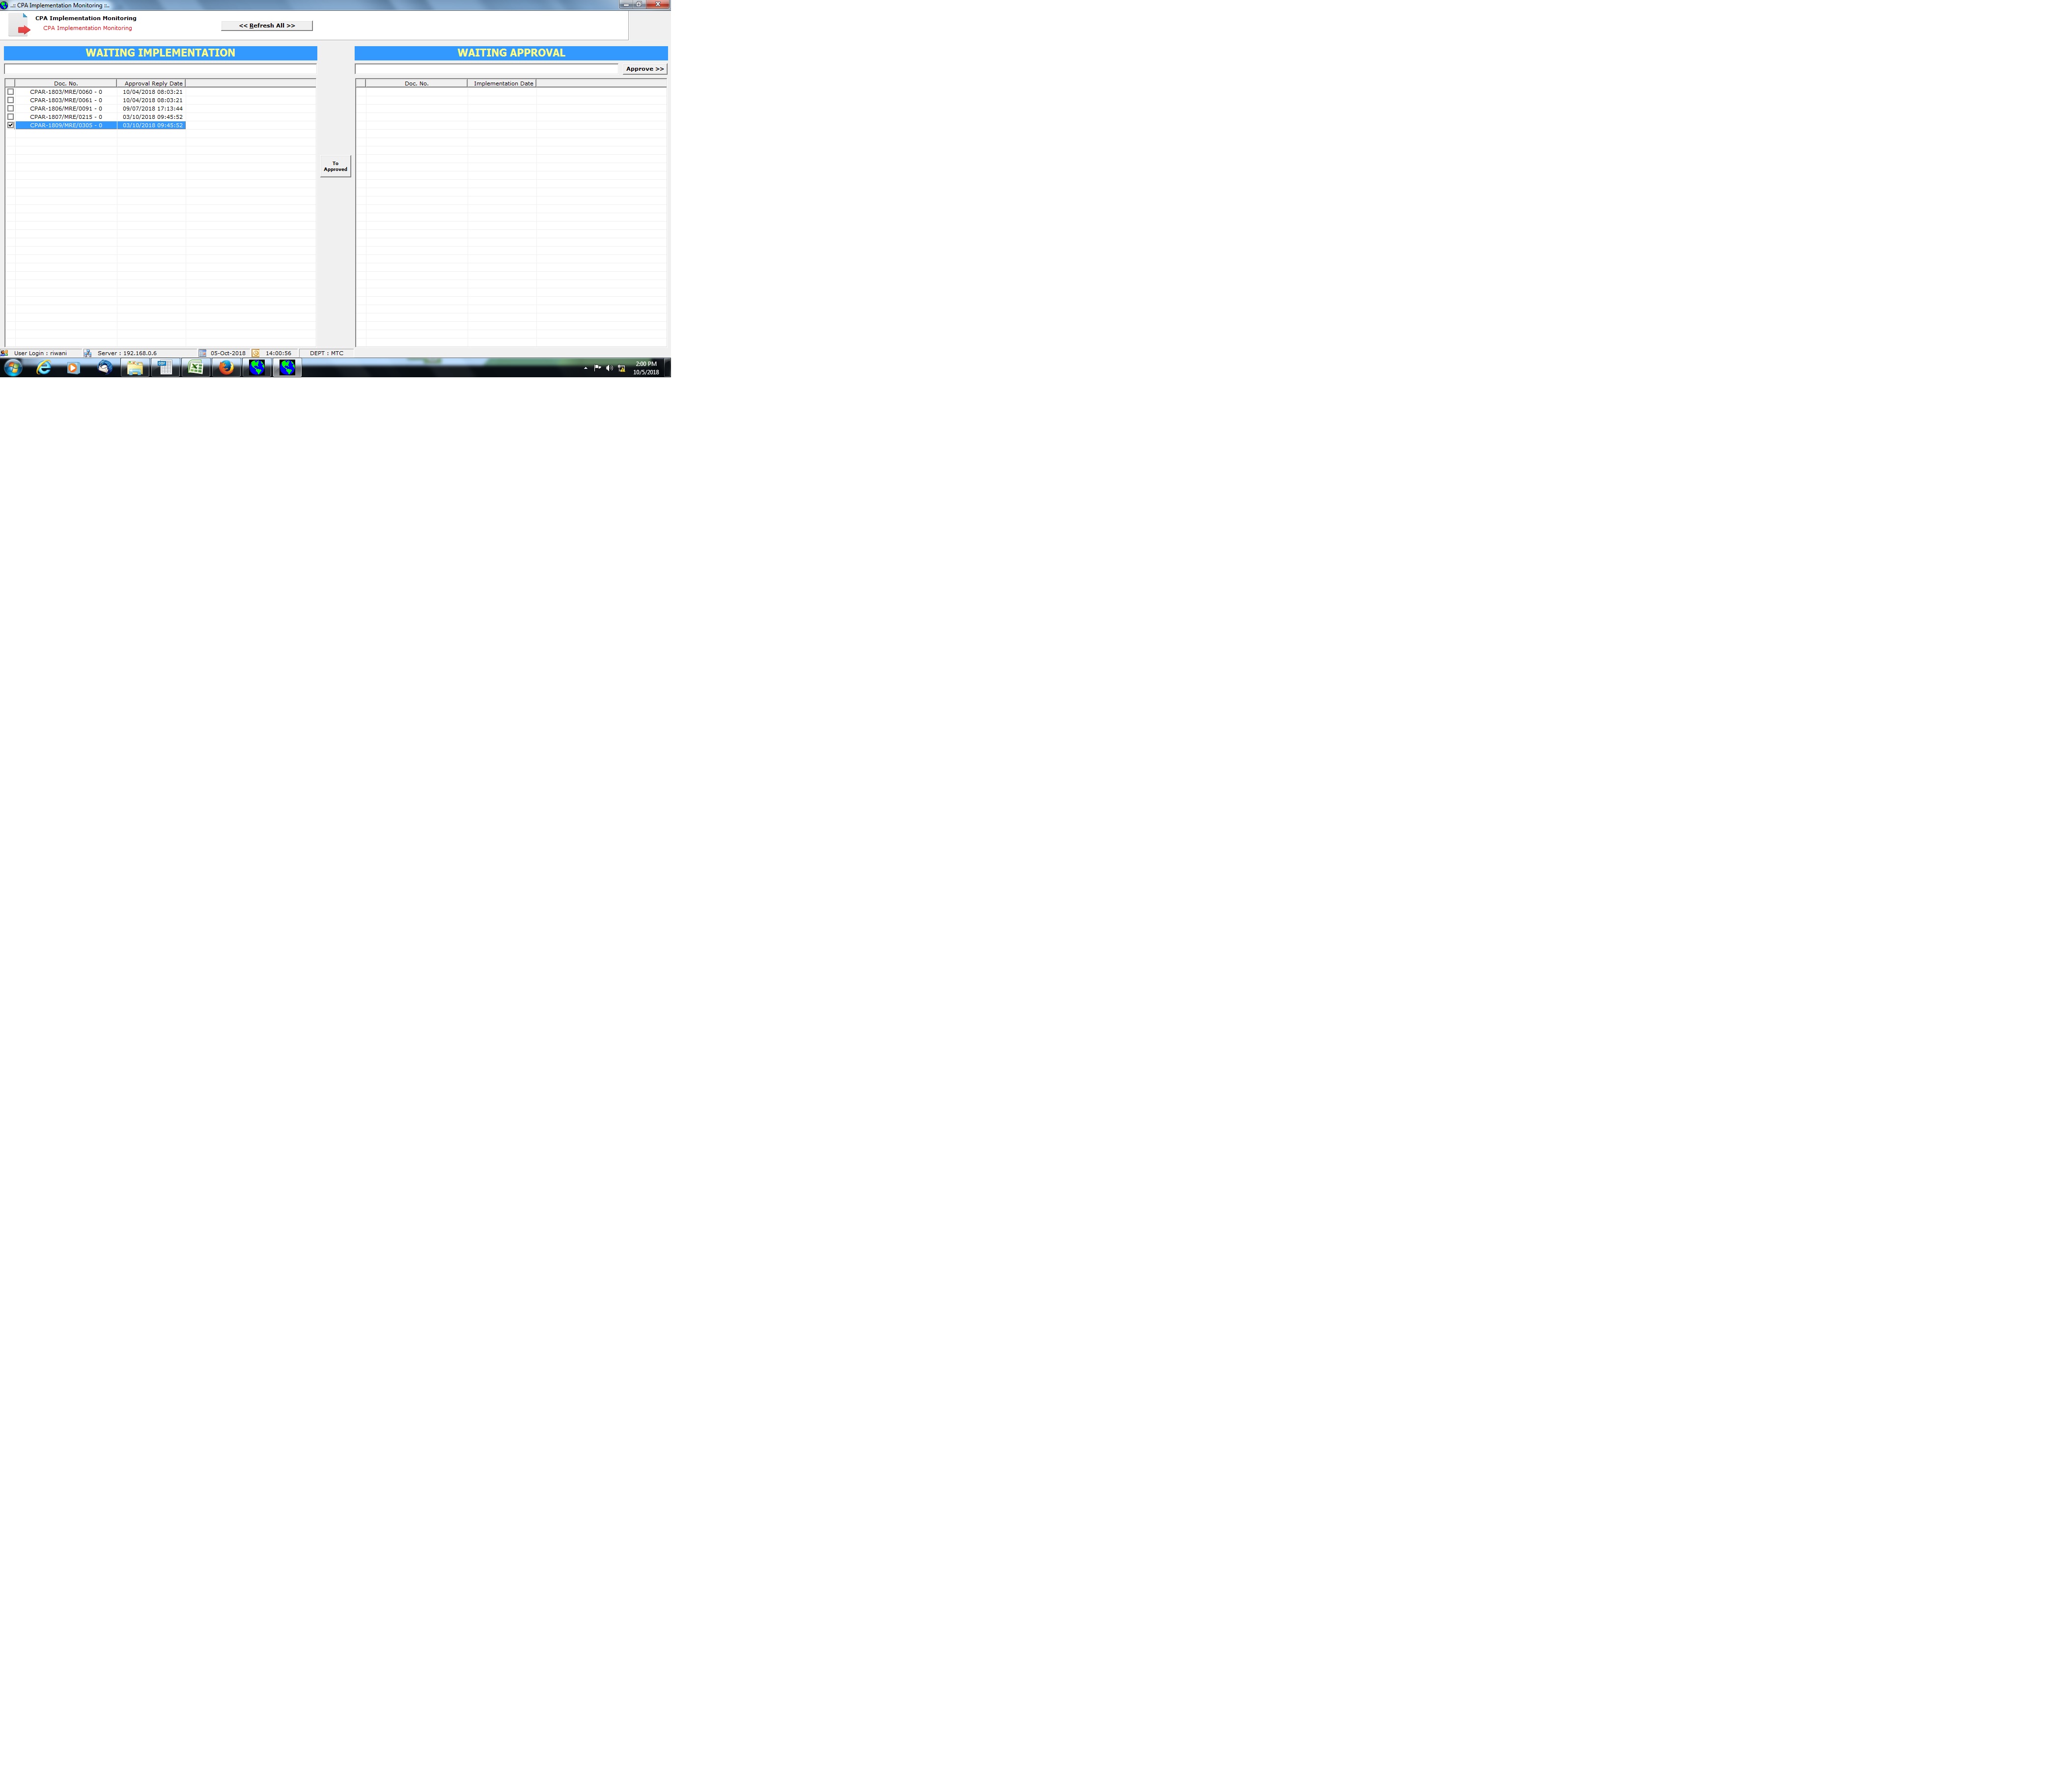 ..:: CPA Implementation Monitoring ::..
CPA Implementation Monitoring
CPA Implementation Monitoring
<< Refresh All >>
WAITING IMPLEMENTATION
Doc. No. Approval Reply Date
CPAR-1803/MRE/0060 - 0 10/04/2018 08:03:21
CPAR-1803/MRE/0061 - 0 10/04/2018 08:03:21
CPAR-1806/MRE/0091 - 0 09/07/2018 17:13:44
CPAR-1807/MRE/0215 - 0 03/10/2018 09:45:52
CPAR-1809/MRE/0305 - 0 03/10/2018 09:45:52
To
Approved
WAITING APPROVAL
Approve >>
Doc. No. Implementation Date
User Login : riwani Server : 192.168.0.6 05-Oct-2018 14:00:56 DEPT : MTC
2:00 PM
10/5/2018